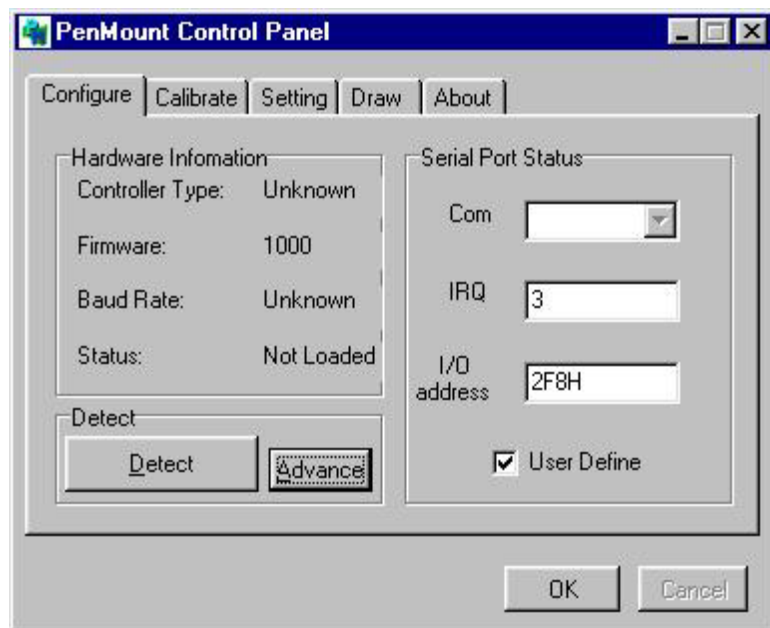 PenMount Control Panel
Configure Calibrate Setting Draw About
Hardware Infomation
Controller Type: Unknown
Firmware: 1000
Baud Rate: Unknown
Status: Not Loaded
Detect
Detect Advance
Serial Port Status
Com
IRQ 3
I/O address 2F8H
User Define
OK Cancel